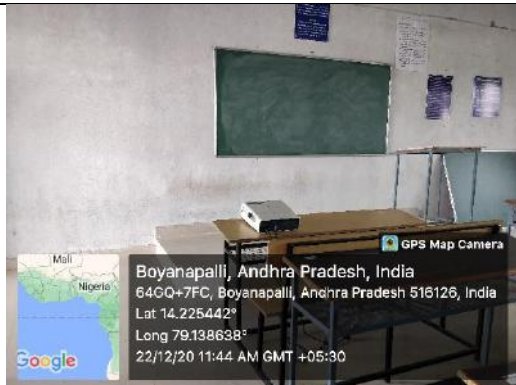 GPS Map Camera
Mali
Nigeria
Google
Boyanapalli, Andhra Pradesh, India
64GQ+7FC, Boyanapalli, Andhra Pradesh 516126, India
Lat 14.225442°
Long 79.138638°
22/12/20 11:44 AM GMT +05:30